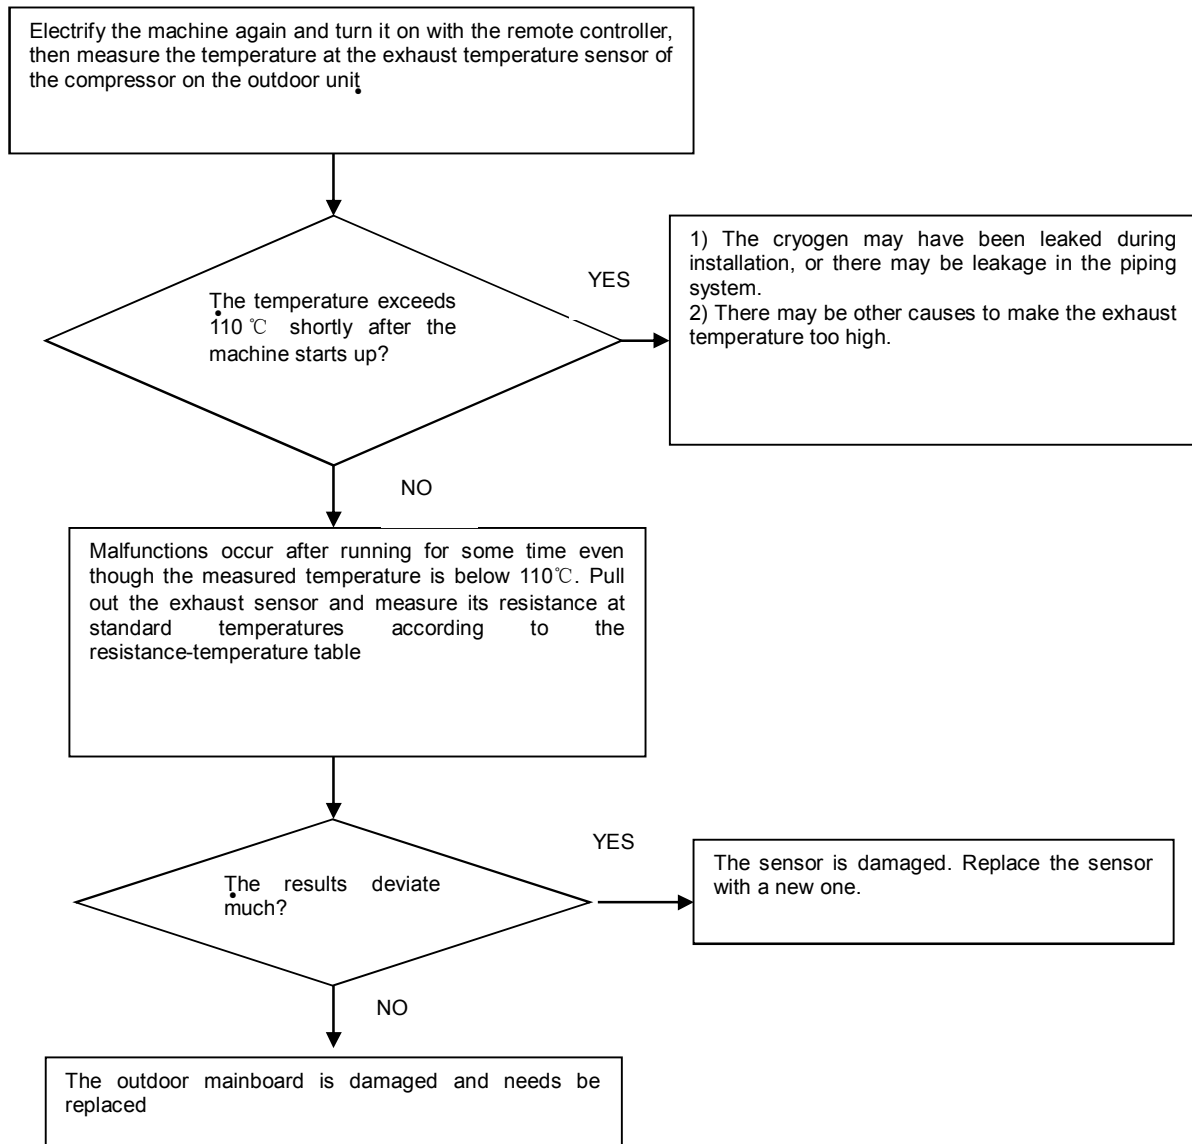 Electrify the machine again and turn it on with the remote controller,
then measure the temperature at the exhaust temperature sensor of
the compressor on the outdoor unit
1) The cryogen may have been leaked during
installation, or there may be leakage in the piping
system.
2) There may be other causes to make the exhaust
temperature too high.
YES
The temperature exceeds
110℃ shortly after the
machine starts up?
NO
Malfunctions occur after running for some time even
though the measured temperature is below 110℃. Pull
out the exhaust sensor and measure its resistance at
standard temperatures according to the
resistance-temperature table
YES
The sensor is damaged. Replace the sensor
with a new one.
The results deviate
much?
NO
The outdoor mainboard is damaged and needs be
replaced